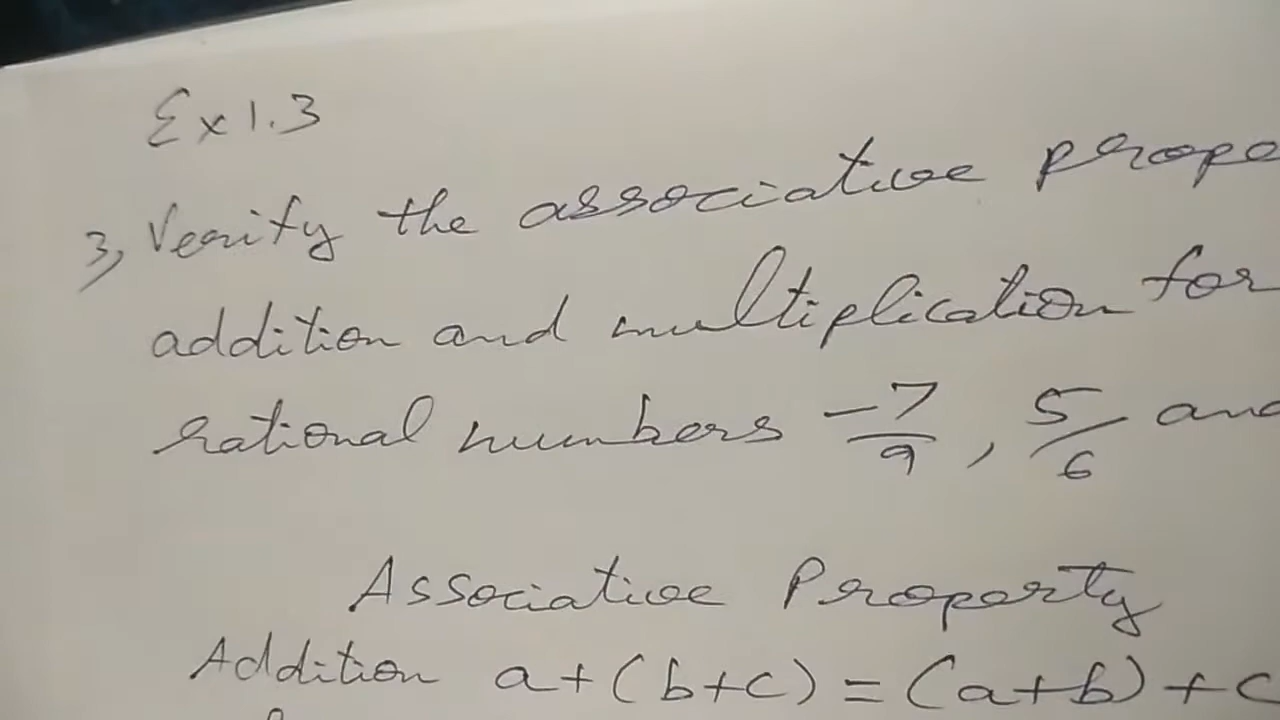 Ex 1.3
3, Verify the associative prope
addition and multiplication for
rational numbers -7/9, 5/6 and
Associative Property
Addition a+(b+c) = (a+b)+c